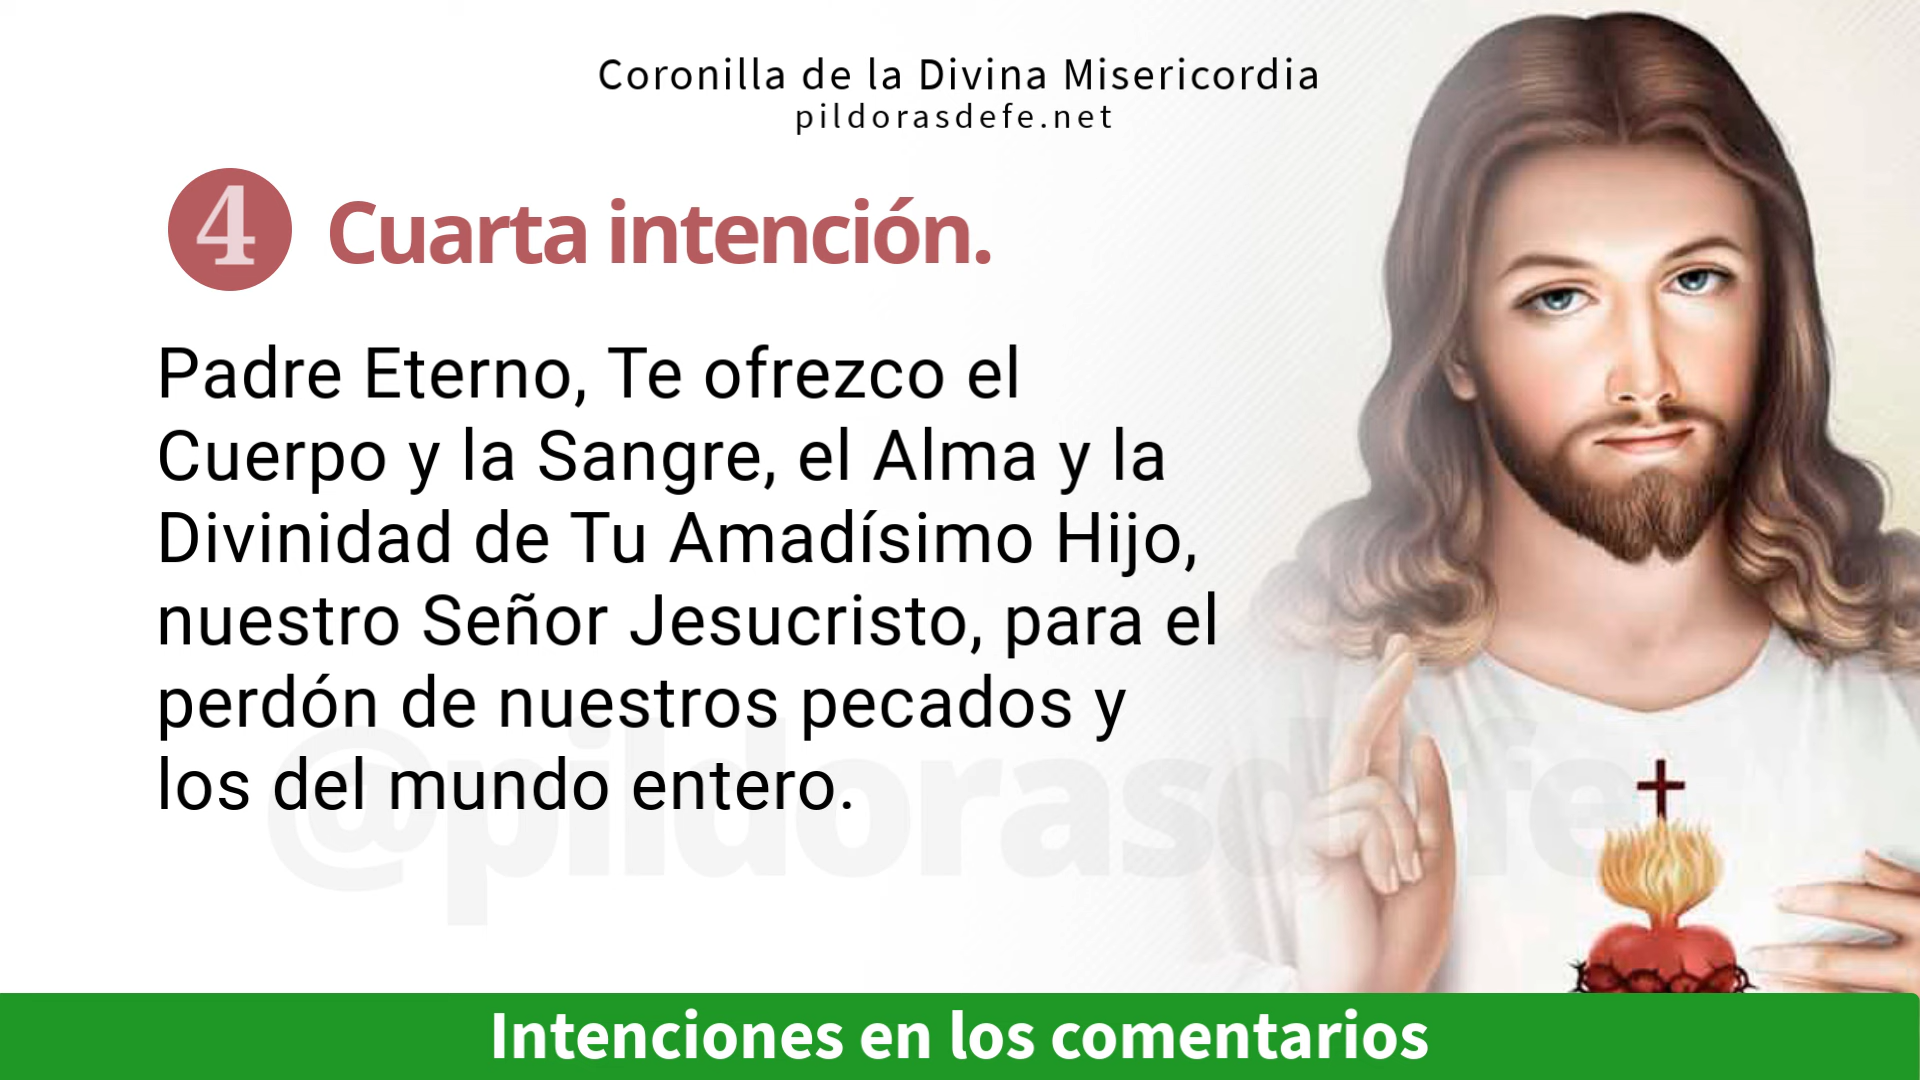 Coronilla de la Divina Misericordia
pildorasdefe.net
4 Cuarta intención.
Padre Eterno, Te ofrezco el
Cuerpo y la Sangre, el Alma y la
Divinidad de Tu Amadísimo Hijo,
nuestro Señor Jesucristo, para el
perdón de nuestros pecados y
los del mundo entero.
@pildorasdefe
Intenciones en los comentarios